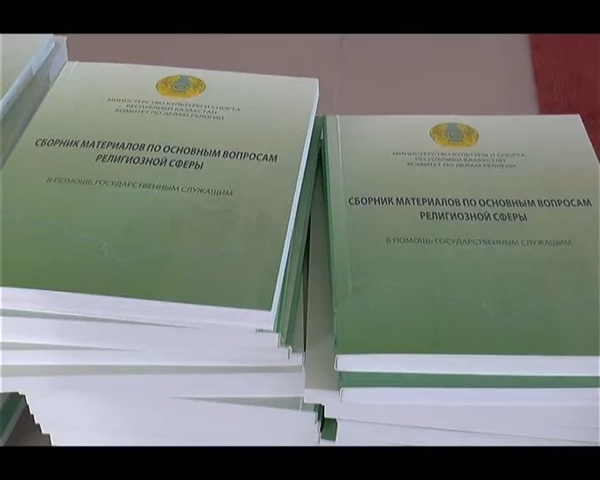 МИНИСТЕРСТВО КУЛЬТУРЫ И СПОРТА
РЕСПУБЛИКИ КАЗАХСТАН
КОМИТЕТ ПО ДЕЛАМ РЕЛИГИЙ
СБОРНИК МАТЕРИАЛОВ ПО ОСНОВНЫМ ВОПРОСАМ
РЕЛИГИОЗНОЙ СФЕРЫ
В ПОМОЩЬ ГОСУДАРСТВЕННЫМ СЛУЖАЩИМ
МИНИСТЕРСТВО КУЛЬТУРЫ И СПОРТА
РЕСПУБЛИКИ КАЗАХСТАН
КОМИТЕТ ПО ДЕЛАМ РЕЛИГИЙ
СБОРНИК МАТЕРИАЛОВ ПО ОСНОВНЫМ ВОПРОСАМ
РЕЛИГИОЗНОЙ СФЕРЫ
В ПОМОЩЬ ГОСУДАРСТВЕННЫМ СЛУЖАЩИМ